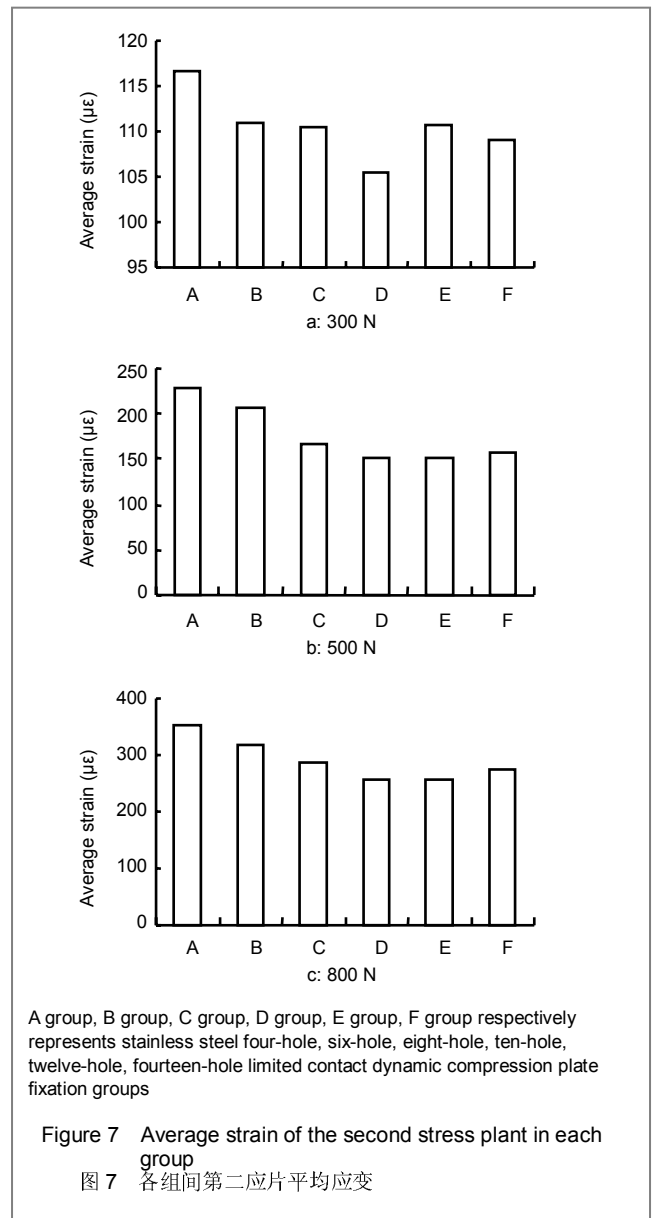 120
115
110
105
100
95
Average strain (με)
A B C D E F
a: 300 N
250
200
150
100
50
0
Average strain (με)
A B C D E F
b: 500 N
400
300
200
100
0
Average strain (με)
A B C D E F
c: 800 N
A group, B group, C group, D group, E group, F group respectively
represents stainless steel four-hole, six-hole, eight-hole, ten-hole,
twelve-hole, fourteen-hole limited contact dynamic compression plate
fixation groups
Figure 7 Average strain of the second stress plant in each
group
图 7 各组间第二应片平均应变